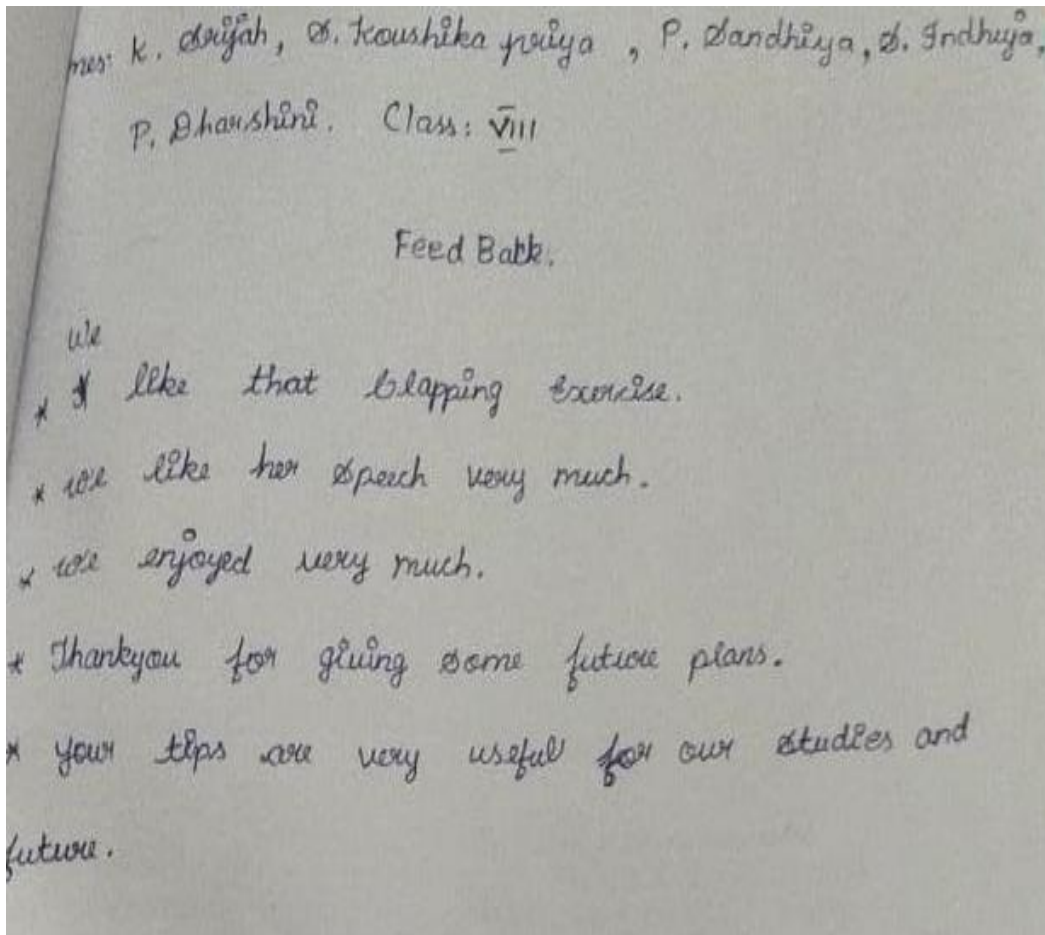 mes: K. Srijah, S. Koushika priya, P. Sandhiya, S. Indhuja,
P. Dharshini. Class: VIII
Feed Back.
We
* like that clapping exercise.
* we like her speech very much.
* we enjoyed very much.
* Thankyou for giving some future plans.
* your tips are very useful for our studies and
future.